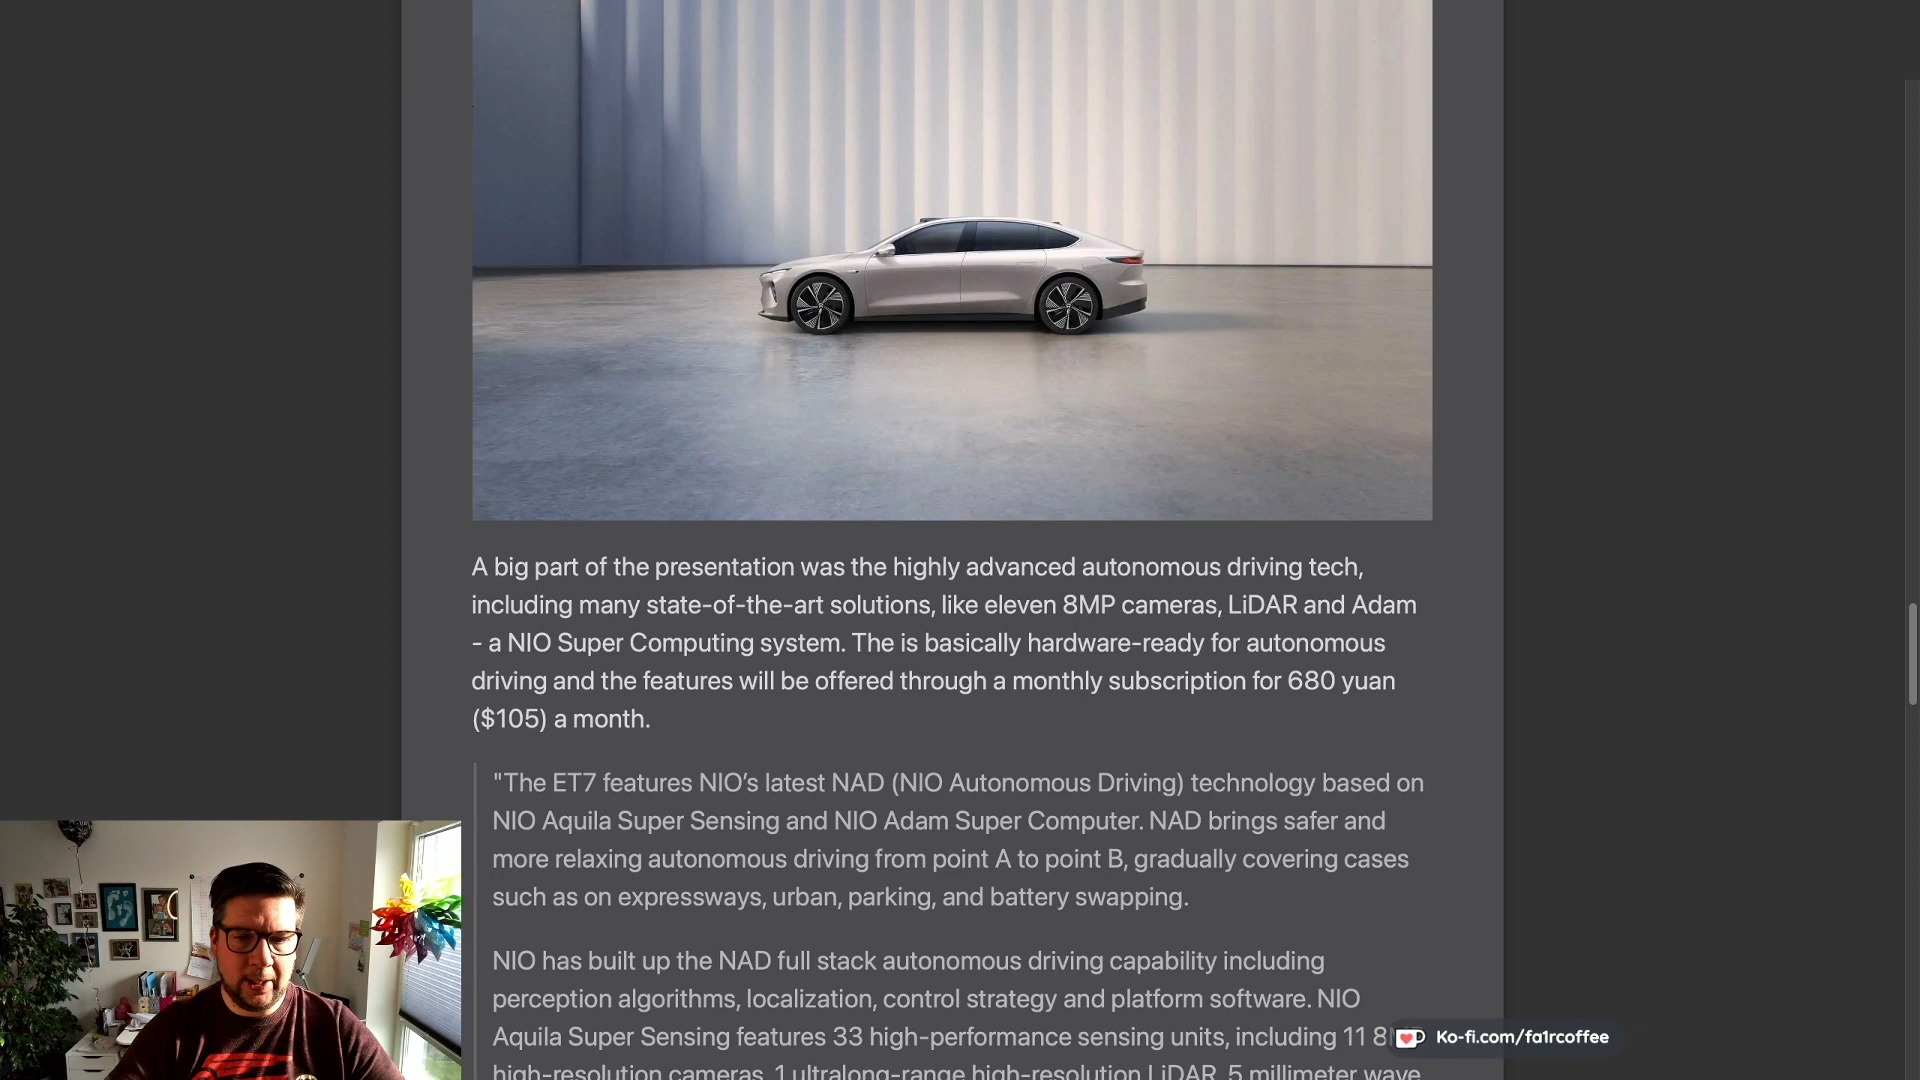 A big part of the presentation was the highly advanced autonomous driving tech,
including many state-of-the-art solutions, like eleven 8MP cameras, LiDAR and Adam
- a NIO Super Computing system. The is basically hardware-ready for autonomous
driving and the features will be offered through a monthly subscription for 680 yuan
($105) a month.
"The ET7 features NIO’s latest NAD (NIO Autonomous Driving) technology based on
NIO Aquila Super Sensing and NIO Adam Super Computer. NAD brings safer and
more relaxing autonomous driving from point A to point B, gradually covering cases
such as on expressways, urban, parking, and battery swapping.
NIO has built up the NAD full stack autonomous driving capability including
perception algorithms, localization, control strategy and platform software. NIO
Aquila Super Sensing features 33 high-performance sensing units, including 11
Ko-fi.com/fa1rcoffee
high-resolution cameras, 1 ultralong-range high-resolution LiDAR, 5 millimeter wave